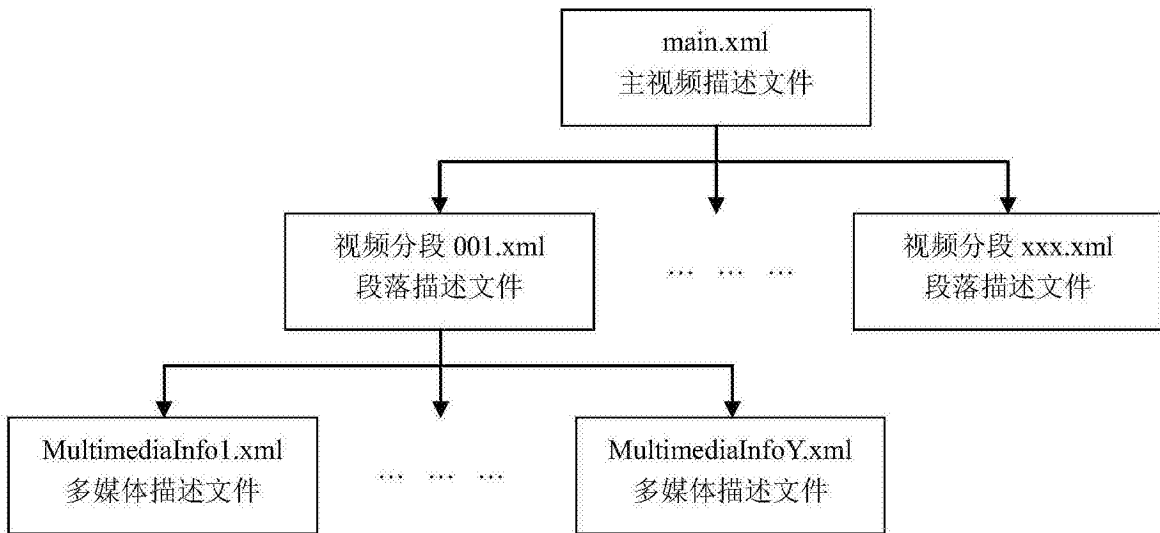 main.xml
主视频描述文件
视频分段 001.xml
段落描述文件
… … …
视频分段 xxx.xml
段落描述文件
MultimediaInfo1.xml
多媒体描述文件
… … …
MultimediaInfoY.xml
多媒体描述文件